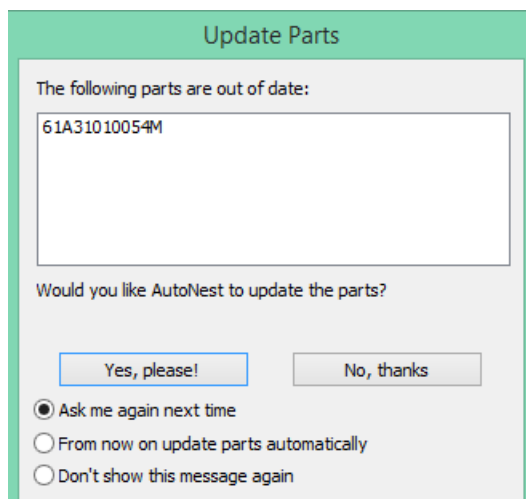 Update Parts
The following parts are out of date:
61A31010054M
Would you like AutoNest to update the parts?
Yes, please!
No, thanks
Ask me again next time
From now on update parts automatically
Don't show this message again